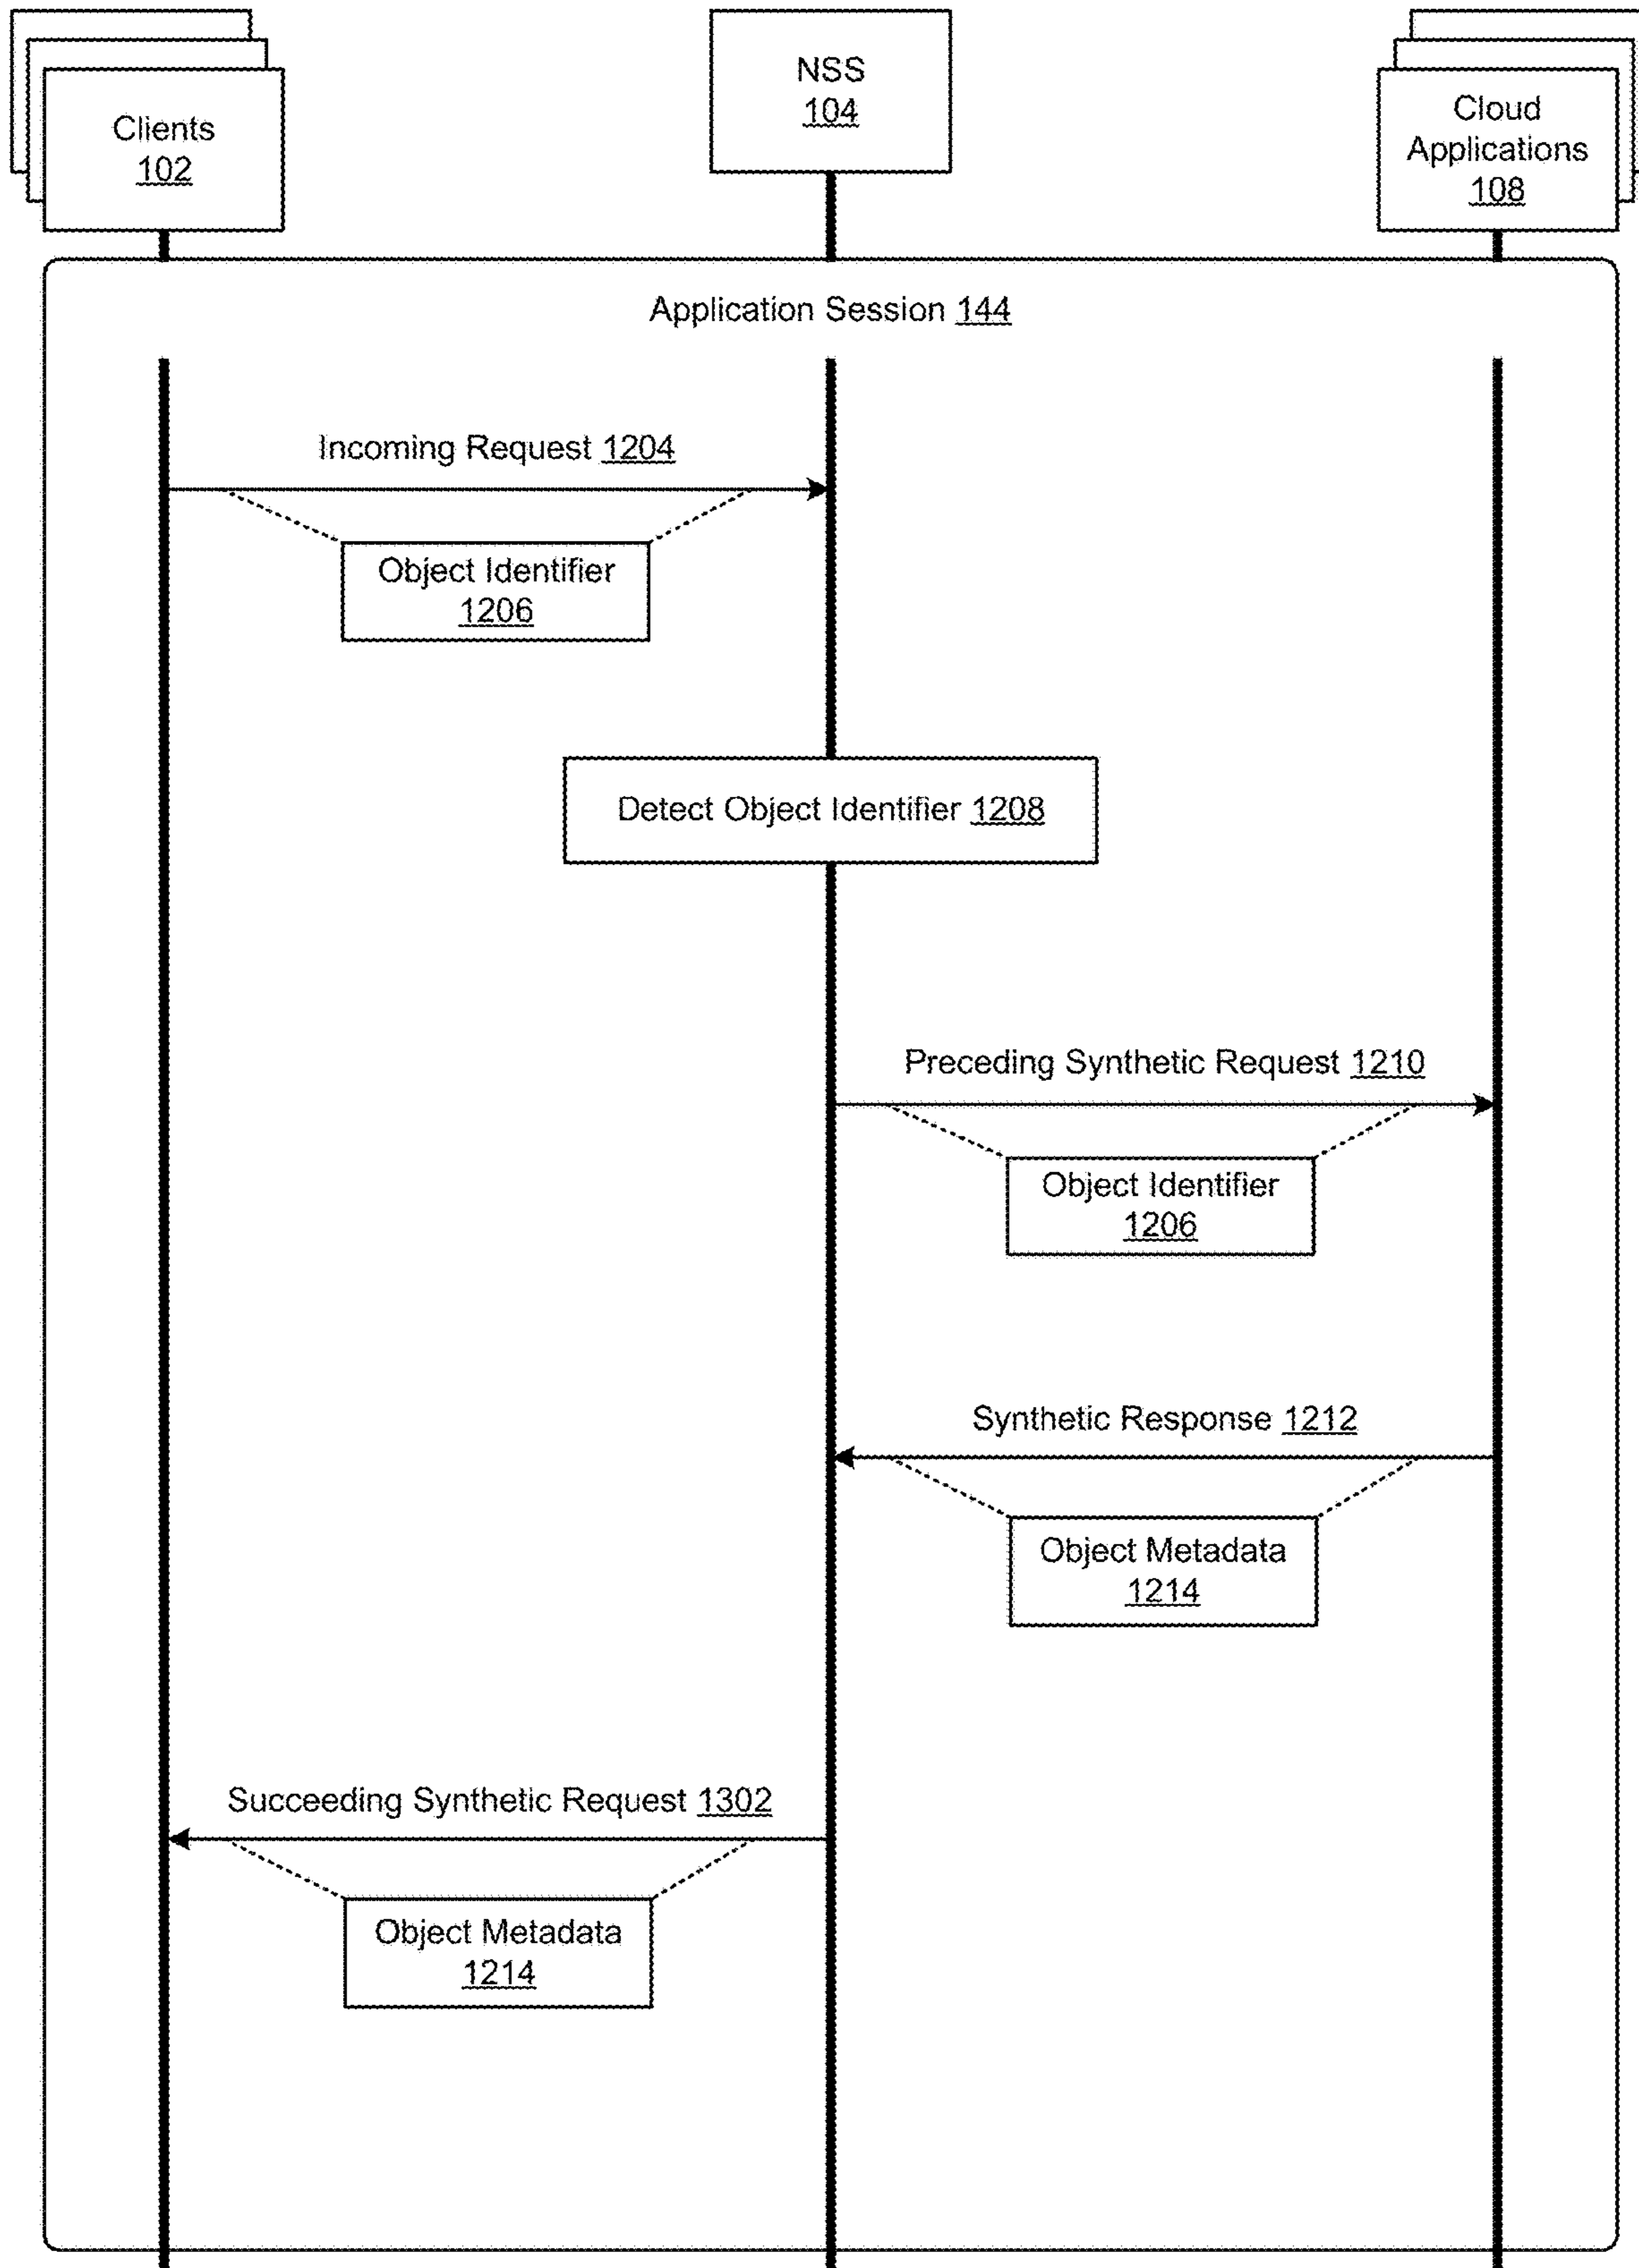 Clients
102
NSS
104
Cloud
Applications
108
Application Session 144
Incoming Request 1204
Object Identifier
1206
Detect Object Identifier 1208
Preceding Synthetic Request 1210
Object Identifier
1206
Synthetic Response 1212
Object Metadata
1214
Succeeding Synthetic Request 1302
Object Metadata
1214